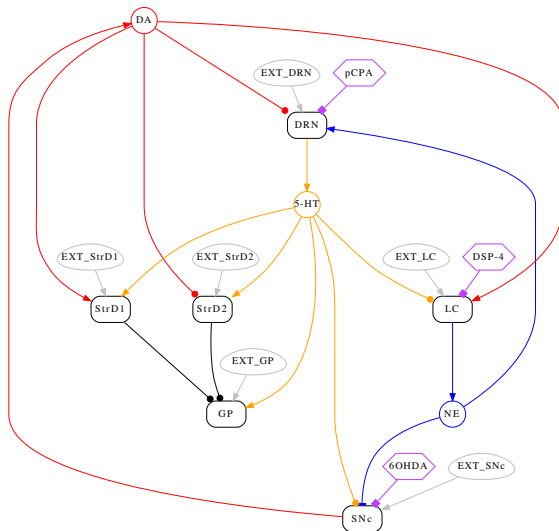 DA
EXT_DRN
pCPA
DRN
5-HT
EXT_StrD1
EXT_StrD2
EXT_LC
DSP-4
StrD1
StrD2
LC
EXT_GP
GP
NE
6OHDA
EXT_SNc
SNc